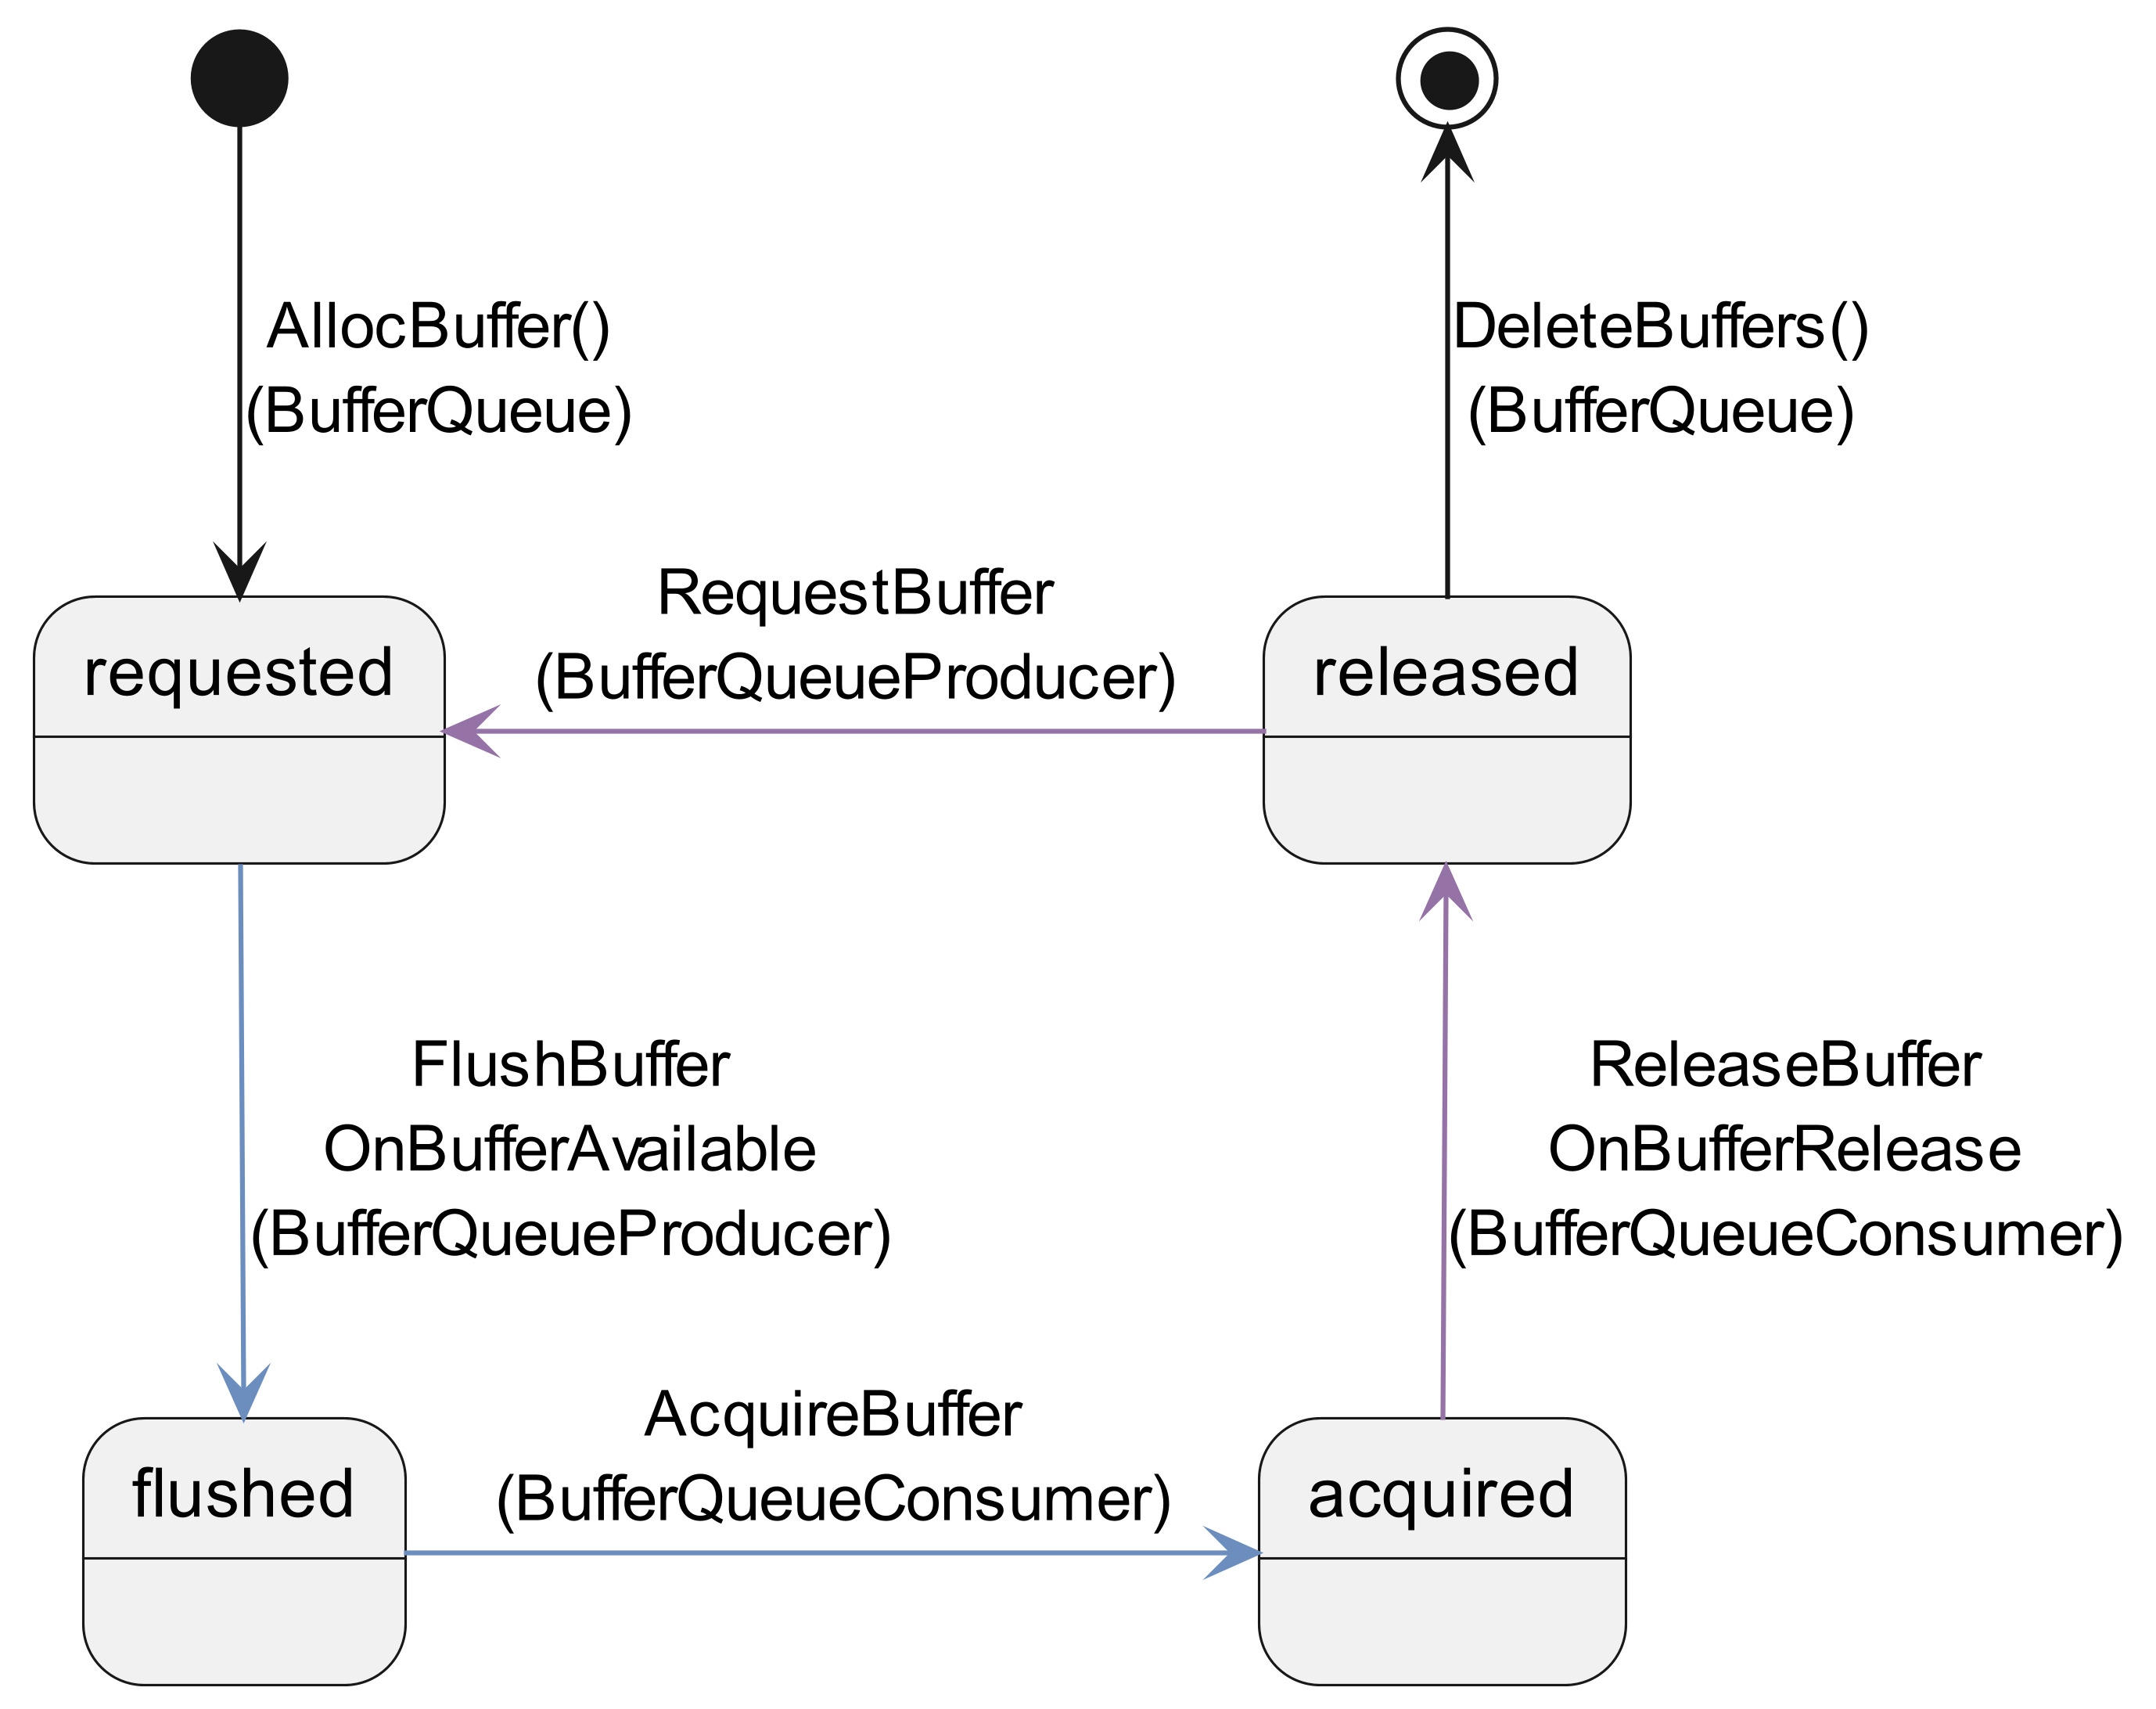 AllocBuffer()
(BufferQueue)
DeleteBuffers()
(BufferQueue)
RequestBuffer
(BufferQueueProducer)
requested
released
FlushBuffer
OnBufferAvailable
(BufferQueueProducer)
ReleaseBuffer
OnBufferRelease
(BufferQueueConsumer)
AcquireBuffer
(BufferQueueConsumer)
flushed
acquired